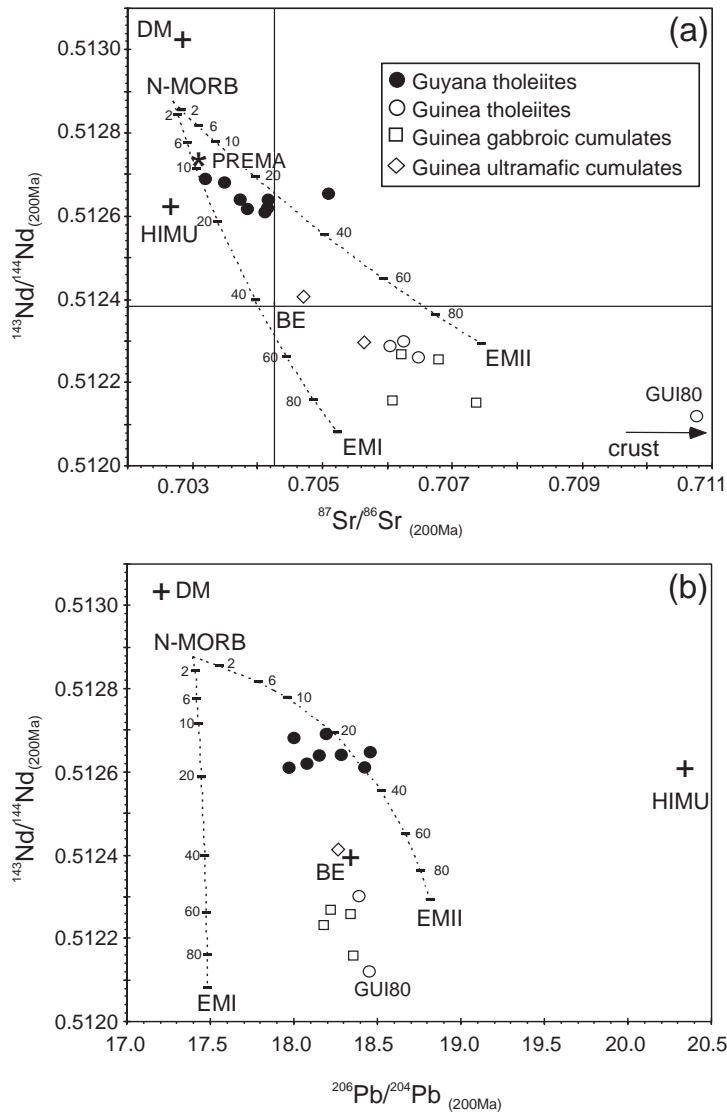 (a)
DM
N-MORB
PREMA
HIMU
BE
EMI
EMII
GUI80
crust
Guyana tholeiites
Guinea tholeiites
Guinea gabbroic cumulates
Guinea ultramafic cumulates
2
6
10
20
40
60
80
2
6
10
20
40
60
80
0.5130
0.5128
0.5126
0.5124
0.5122
0.5120
¹⁴³Nd/¹⁴⁴Nd(200Ma)
0.703
0.705
0.707
0.709
0.711
⁸⁷Sr/⁸⁶Sr (200Ma)
(b)
DM
N-MORB
HIMU
BE
EMII
EMI
GUI80
2
6
10
20
40
60
80
2
6
10
20
40
60
80
0.5130
0.5128
0.5126
0.5124
0.5122
0.5120
¹⁴³Nd/¹⁴⁴Nd(200Ma)
17.0
17.5
18.0
18.5
19.0
19.5
20.0
20.5
²⁰⁶Pb/²⁰⁴Pb (200Ma)